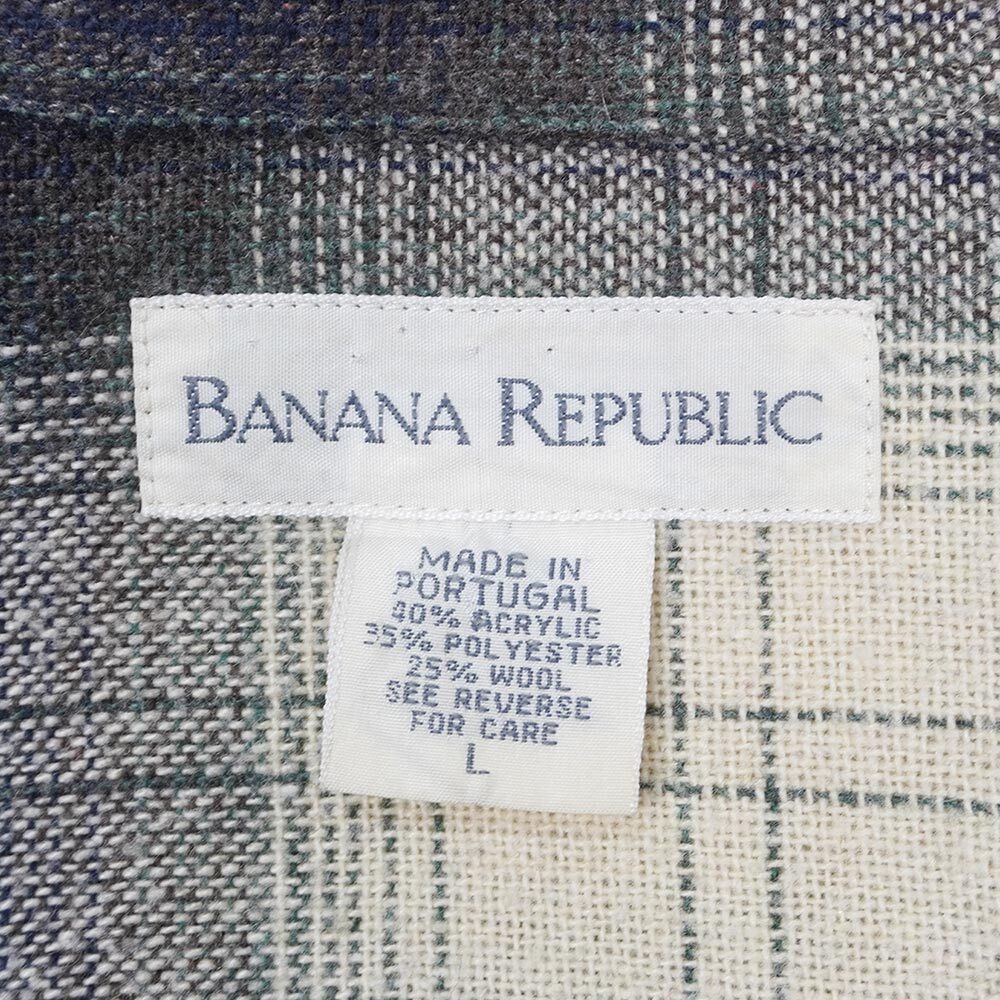 BANANA REPUBLIC
MADE IN
PORTUGAL
40% ACRYLIC
35% POLYESTER
25% WOOL
SEE REVERSE
FOR CARE
L